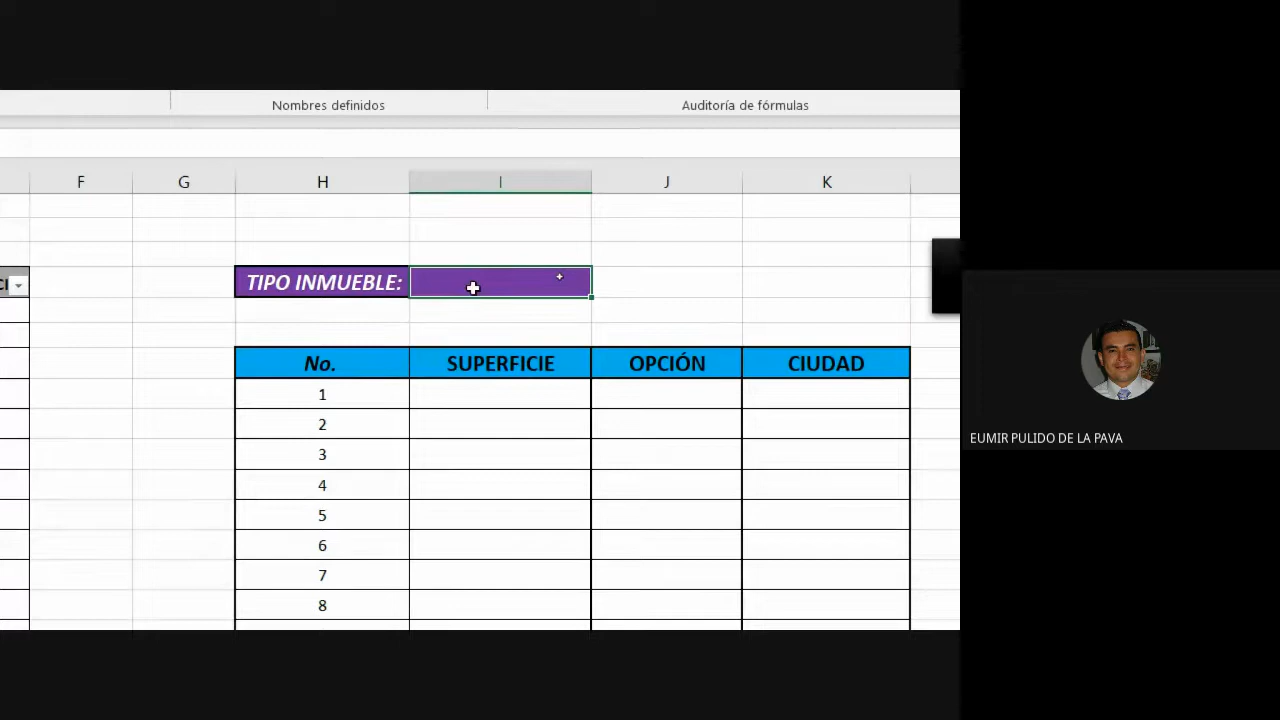 Nombres definidos
Auditoría de fórmulas
F G H I J K
CI
TIPO INMUEBLE:
No. SUPERFICIE OPCIÓN CIUDAD
1
2
3
4
5
6
7
8
EUMIR PULIDO DE LA PAVA